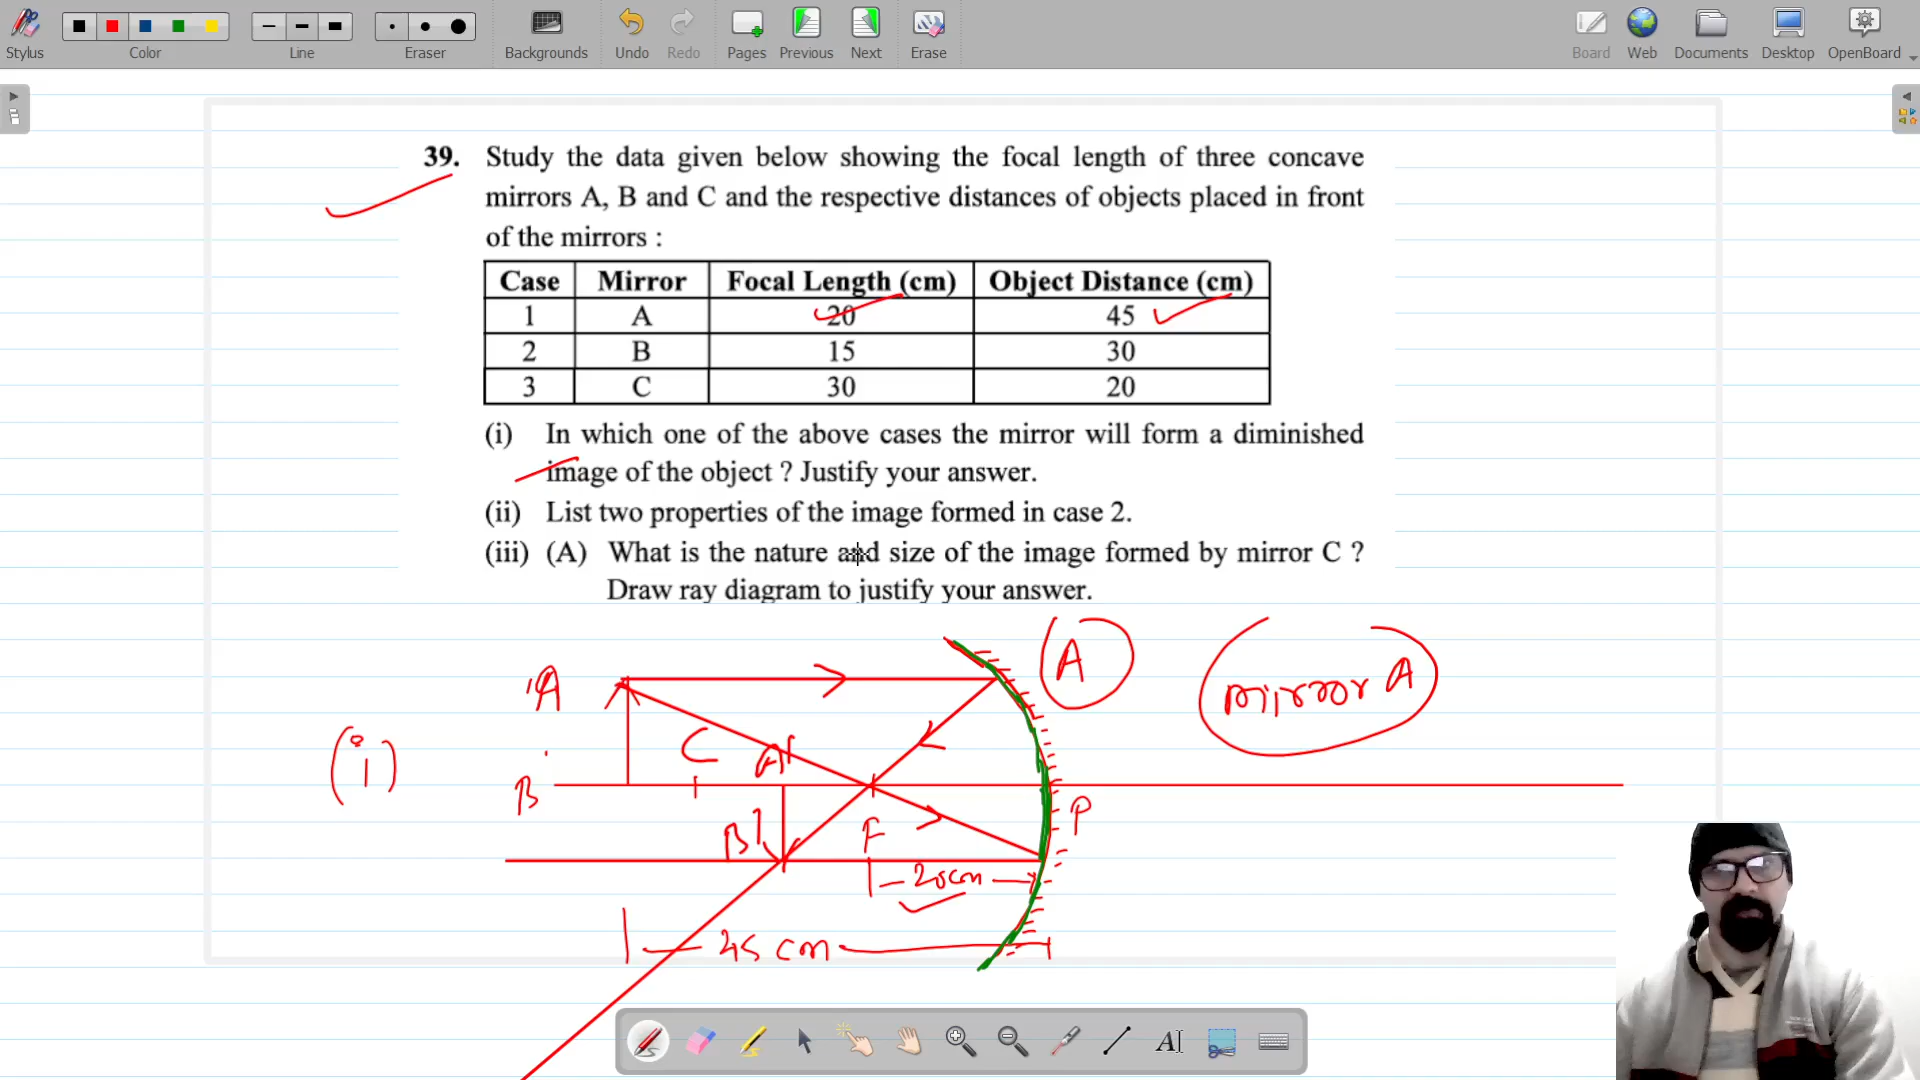 Stylus
Color
Line
Eraser
Backgrounds
Undo
Redo
Pages
Previous
Next
Erase
Board
Web
Documents
Desktop
OpenBoard
39. Study the data given below showing the focal length of three concave
mirrors A, B and C and the respective distances of objects placed in front
of the mirrors :
Case Mirror Focal Length (cm) Object Distance (cm)
1 A 20 45
2 B 15 30
3 C 30 20
(i) In which one of the above cases the mirror will form a diminished
image of the object ? Justify your answer.
(ii) List two properties of the image formed in case 2.
(iii) (A) What is the nature and size of the image formed by mirror C ?
Draw ray diagram to justify your answer.
A
mirror A
A
(i)
C
A'
B
P
B'
F
20cm
45 cm